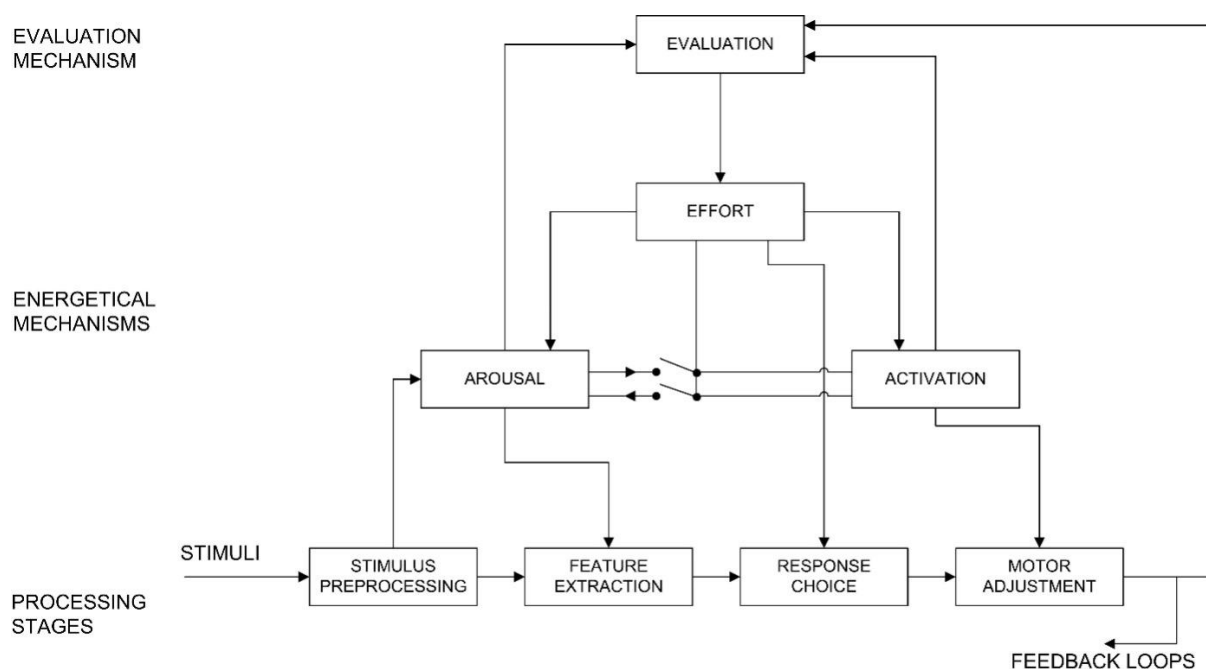 EVALUATION
MECHANISM
EVALUATION
EFFORT
ENERGETICAL
MECHANISMS
AROUSAL
ACTIVATION
STIMULI
STIMULUS
PREPROCESSING
FEATURE
EXTRACTION
RESPONSE
CHOICE
MOTOR
ADJUSTMENT
PROCESSING
STAGES
FEEDBACK LOOPS